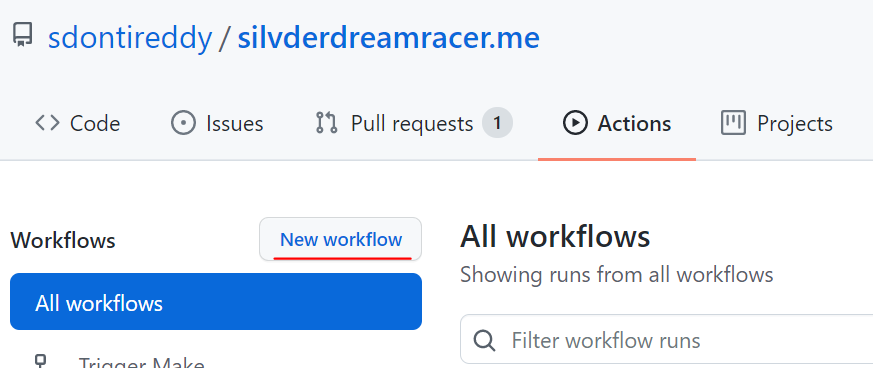 sdontireddy / silvderdreamracer.me
Code Issues Pull requests 1 Actions Projects
Workflows New workflow
All workflows
Trigger Make
All workflows
Showing runs from all workflows
Filter workflow runs